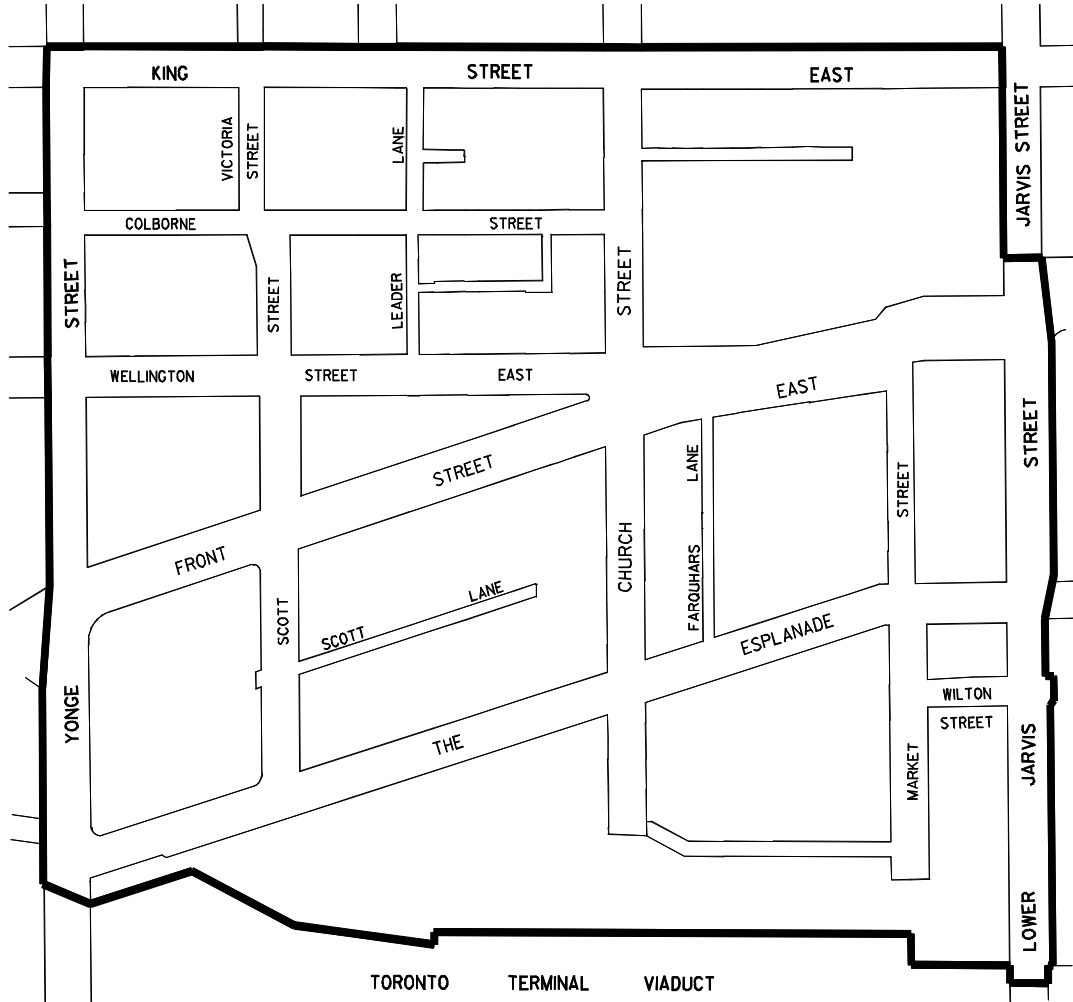 KING STREET EAST
VICTORIA STREET
LANE
JARVIS STREET
COLBORNE STREET
STREET
STREET
LEADER
STREET
WELLINGTON STREET EAST
EAST
STREET
STREET
LANE
STREET
FRONT
CHURCH
FARQUHARS
SCOTT
SCOTT LANE
ESPLANADE
YONGE
WILTON
STREET
THE
MARKET
JARVIS
LOWER
TORONTO TERMINAL VIADUCT